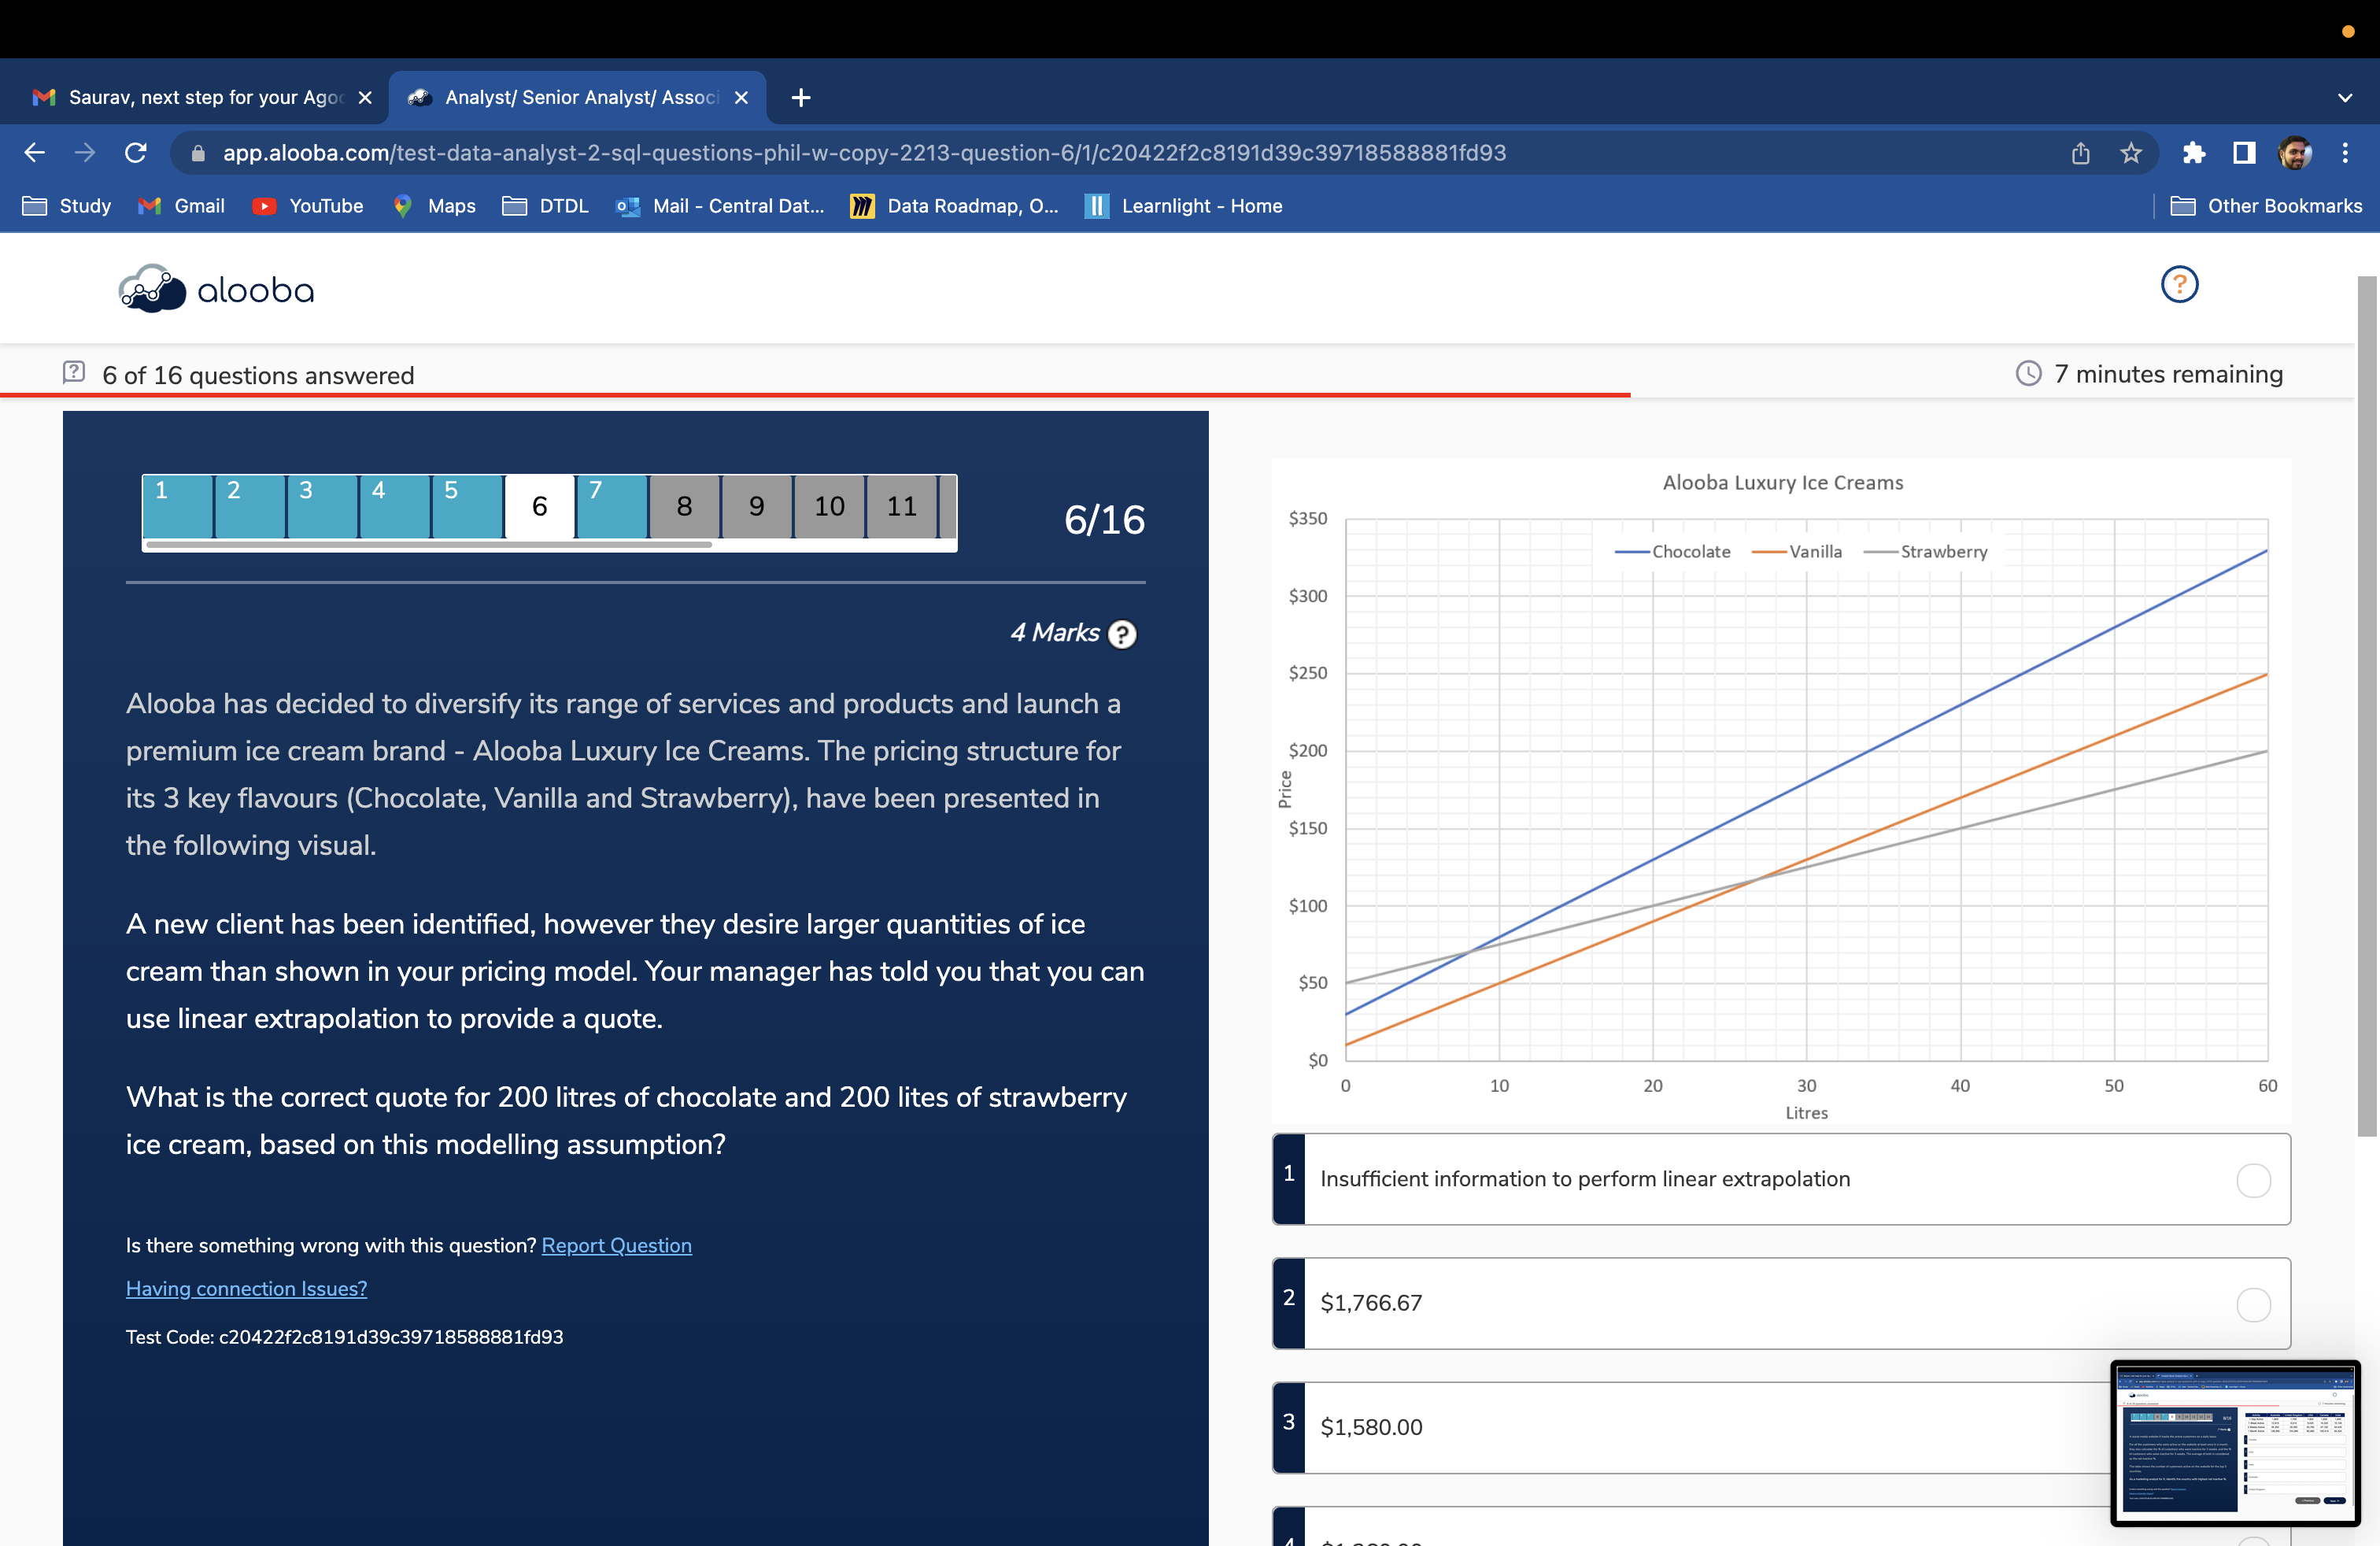 Saurav, next step for your Ago
Analyst/ Senior Analyst/ Associ
app.alooba.com/test-data-analyst-2-sql-questions-phil-w-copy-2213-question-6/1/c20422f2c8191d39c39718588881fd93
Study
Gmail
YouTube
Maps
DTDL
Mail - Central Dat...
Data Roadmap, O...
Learnlight - Home
Other Bookmarks
alooba
?
6 of 16 questions answered
7 minutes remaining
1 2 3 4 5 6 7 8 9 10 11
6/16
4 Marks ?
Alooba has decided to diversify its range of services and products and launch a
premium ice cream brand - Alooba Luxury Ice Creams. The pricing structure for
its 3 key flavours (Chocolate, Vanilla and Strawberry), have been presented in
the following visual.
A new client has been identified, however they desire larger quantities of ice
cream than shown in your pricing model. Your manager has told you that you can
use linear extrapolation to provide a quote.
What is the correct quote for 200 litres of chocolate and 200 lites of strawberry
ice cream, based on this modelling assumption?
Is there something wrong with this question? Report Question
Having connection Issues?
Test Code: c20422f2c8191d39c39718588881fd93
Alooba Luxury Ice Creams
Chocolate Vanilla Strawberry
$350
$300
$250
$200
$150
$100
$50
$0
Price
0 10 20 30 40 50 60
Litres
1 Insufficient information to perform linear extrapolation
2 $1,766.67
3 $1,580.00